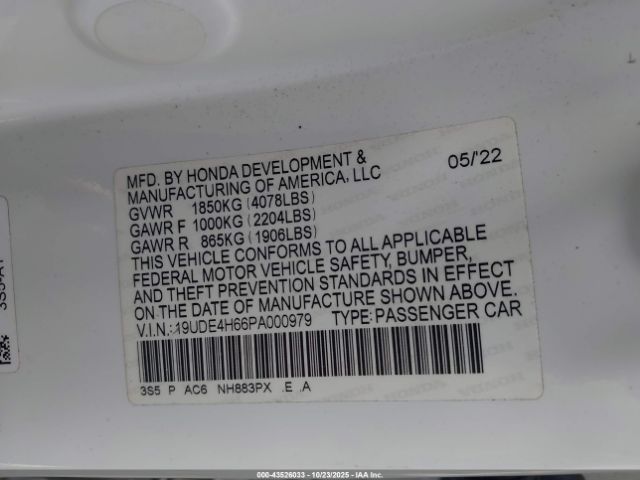 MFD. BY HONDA DEVELOPMENT & 05/'22
MANUFACTURING OF AMERICA, LLC
GVWR 1850KG (4078LBS)
GAWR F 1000KG (2204LBS)
GAWR R 865KG (1906LBS)
THIS VEHICLE CONFORMS TO ALL APPLICABLE
FEDERAL MOTOR VEHICLE SAFETY, BUMPER,
AND THEFT PREVENTION STANDARDS IN EFFECT
ON THE DATE OF MANUFACTURE SHOWN ABOVE.
V.I.N.:19UDE4H66PA000979 TYPE:PASSENGER CAR
3S5 P AC6 NH883PX .E .A
000-43526033 - 10/23/2025 - IAA Inc.